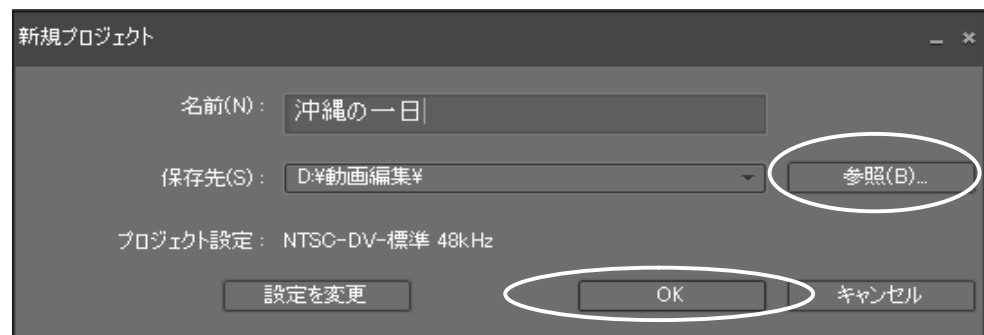 新規プロジェクト
名前(N):
沖縄の一日
保存先(S):
D:¥動画編集¥
参照(B)...
プロジェクト設定: NTSC-DV-標準 48kHz
設定を変更
OK
キャンセル